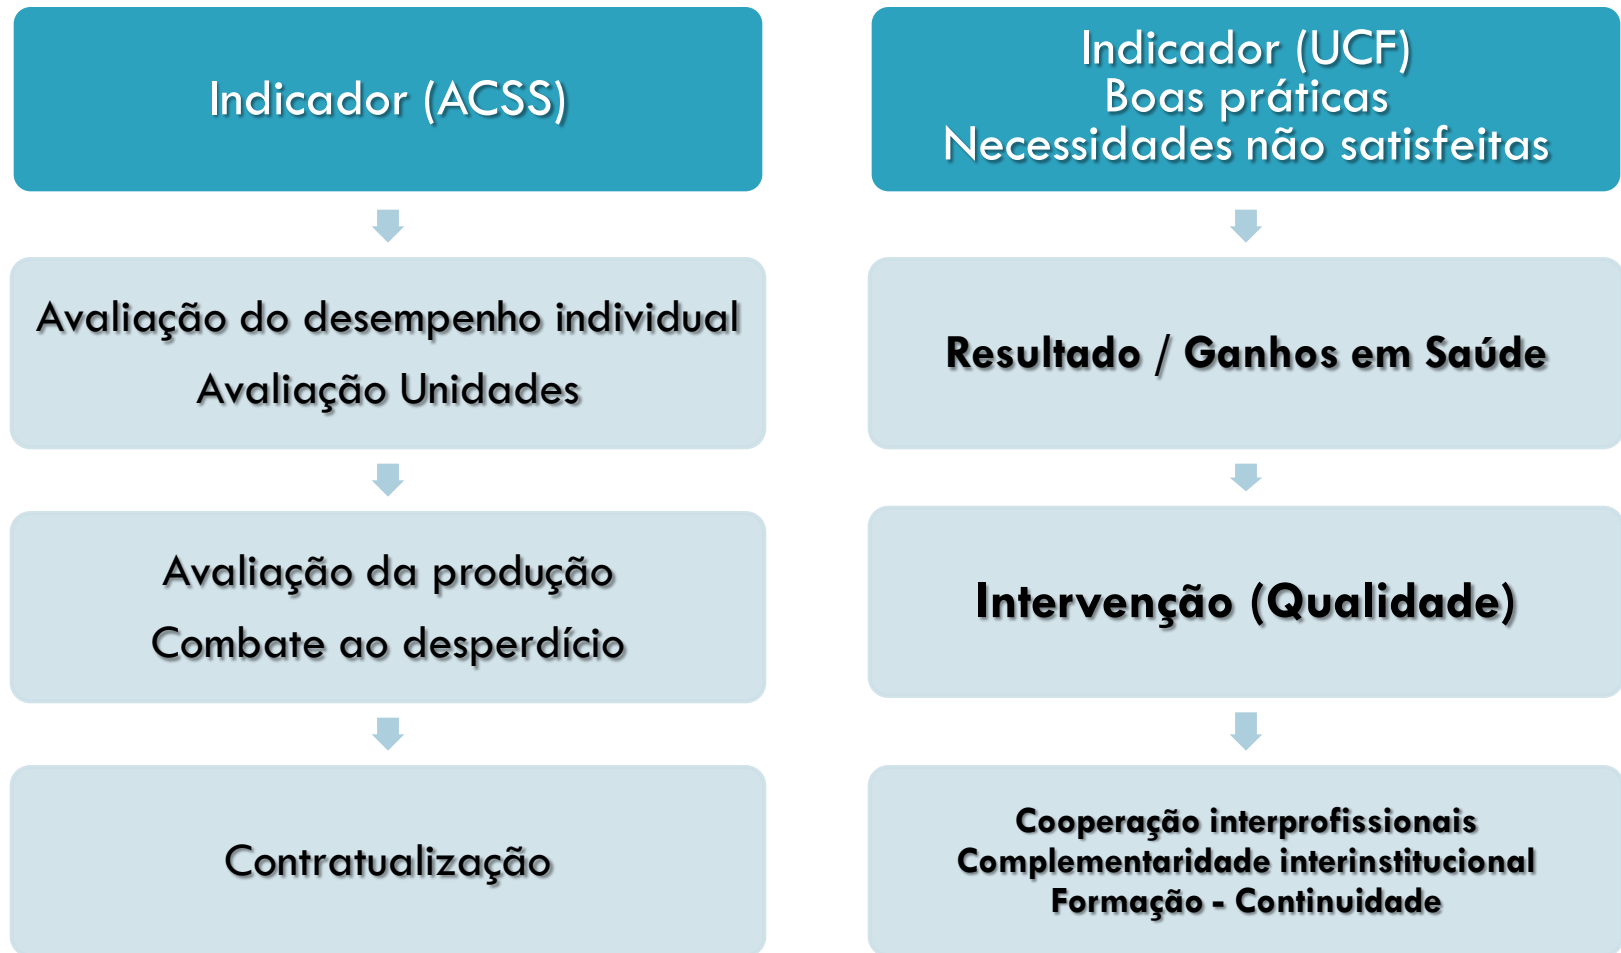 Indicador (ACSS)
Avaliação do desempenho individual
Avaliação Unidades
Avaliação da produção
Combate ao desperdício
Contratualização
Indicador (UCF)
Boas práticas
Necessidades não satisfeitas
Resultado / Ganhos em Saúde
Intervenção (Qualidade)
Cooperação interprofissionais
Complementaridade interinstitucional
Formação - Continuidade